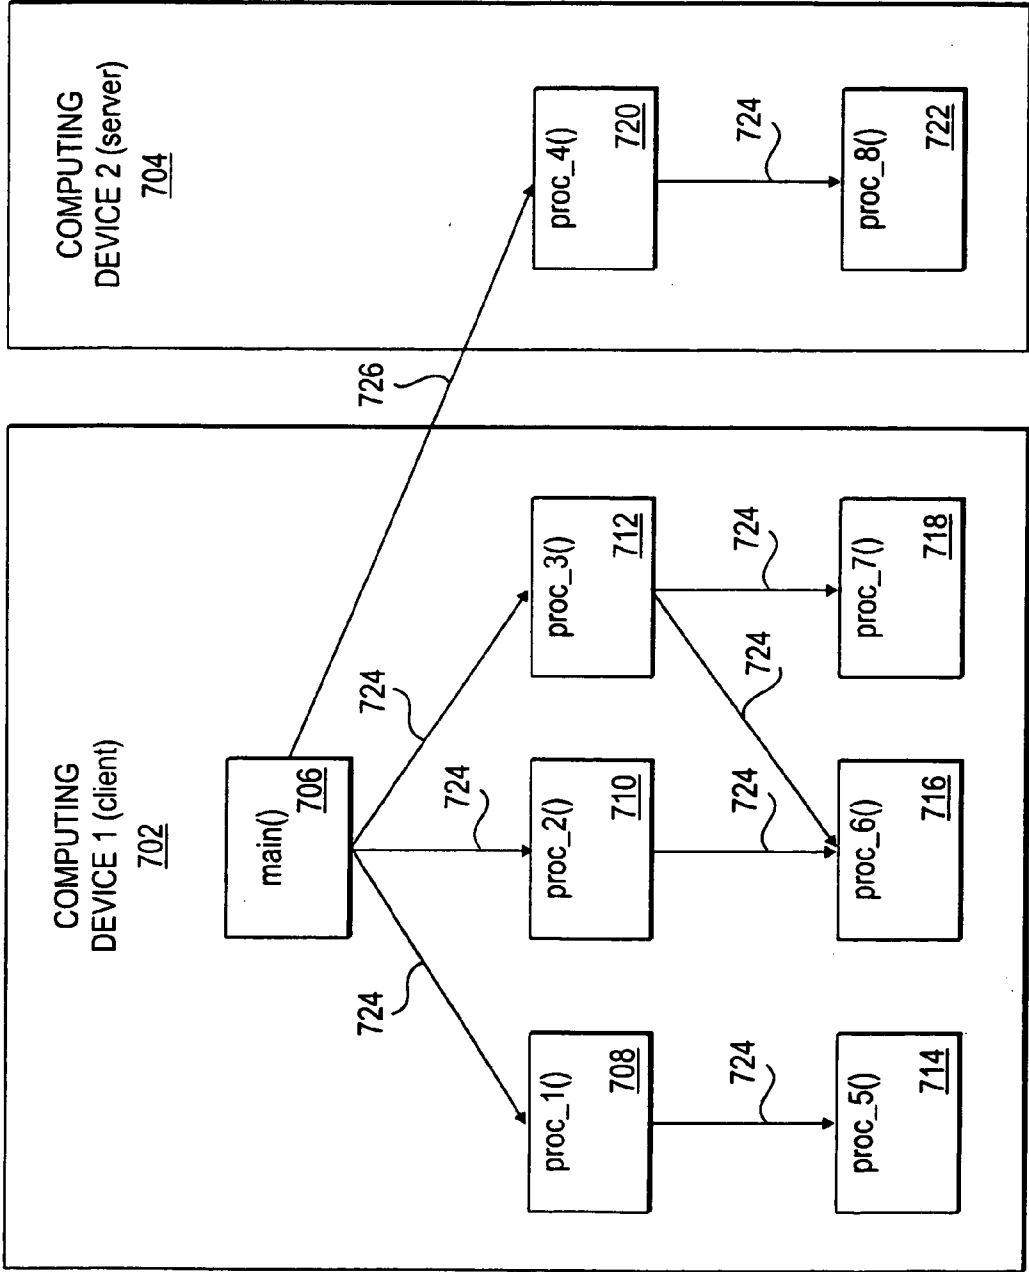 COMPUTING
DEVICE 1 (client)
702
COMPUTING
DEVICE 2 (server)
704
main()
706
726
724
724
724
proc_1()
708
proc_2()
710
proc_3()
712
proc_4()
720
724
724
724
724
724
proc_5()
714
proc_6()
716
proc_7()
718
proc_8()
722